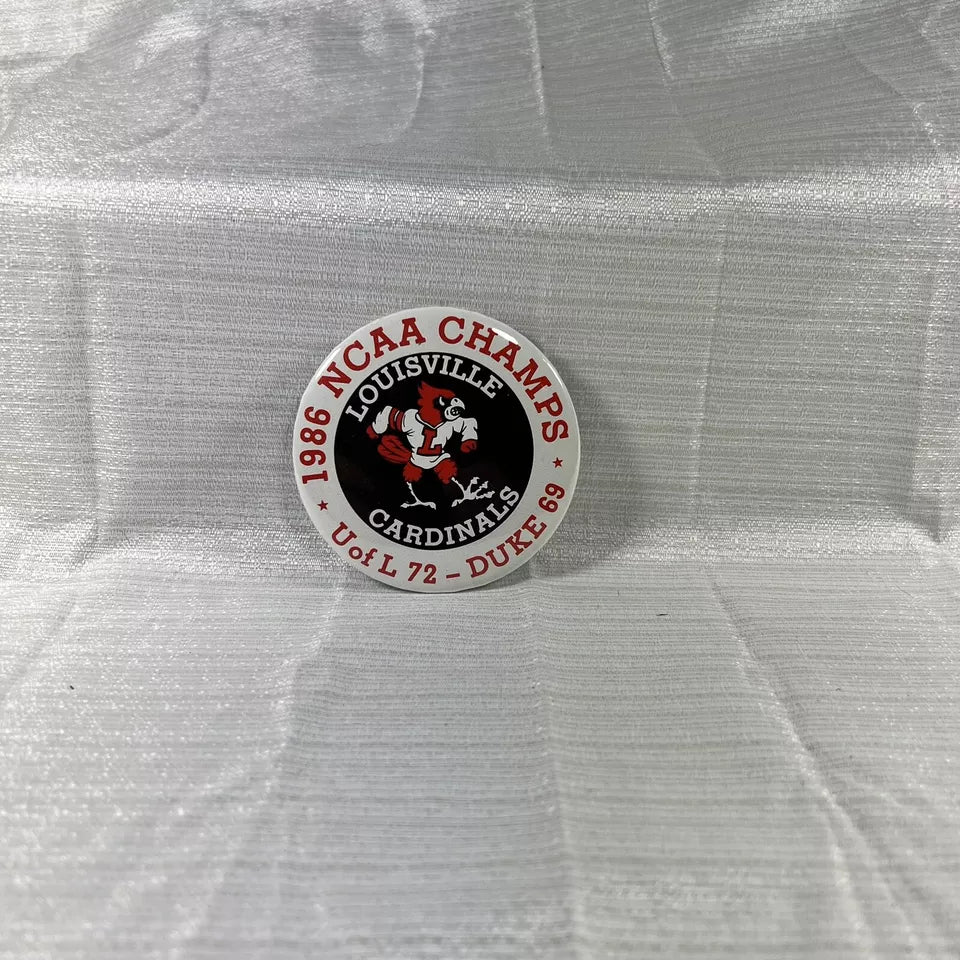 1986 NCAA CHAMPS
LOUISVILLE
L
CARDINALS
★ U of L 72 – DUKE 69 ★